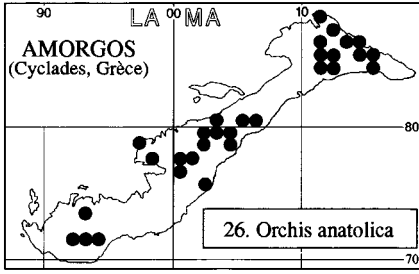 LA MA
90 00 10
AMORGOS
(Cyclades, Grèce)
80
26. Orchis anatolica
70